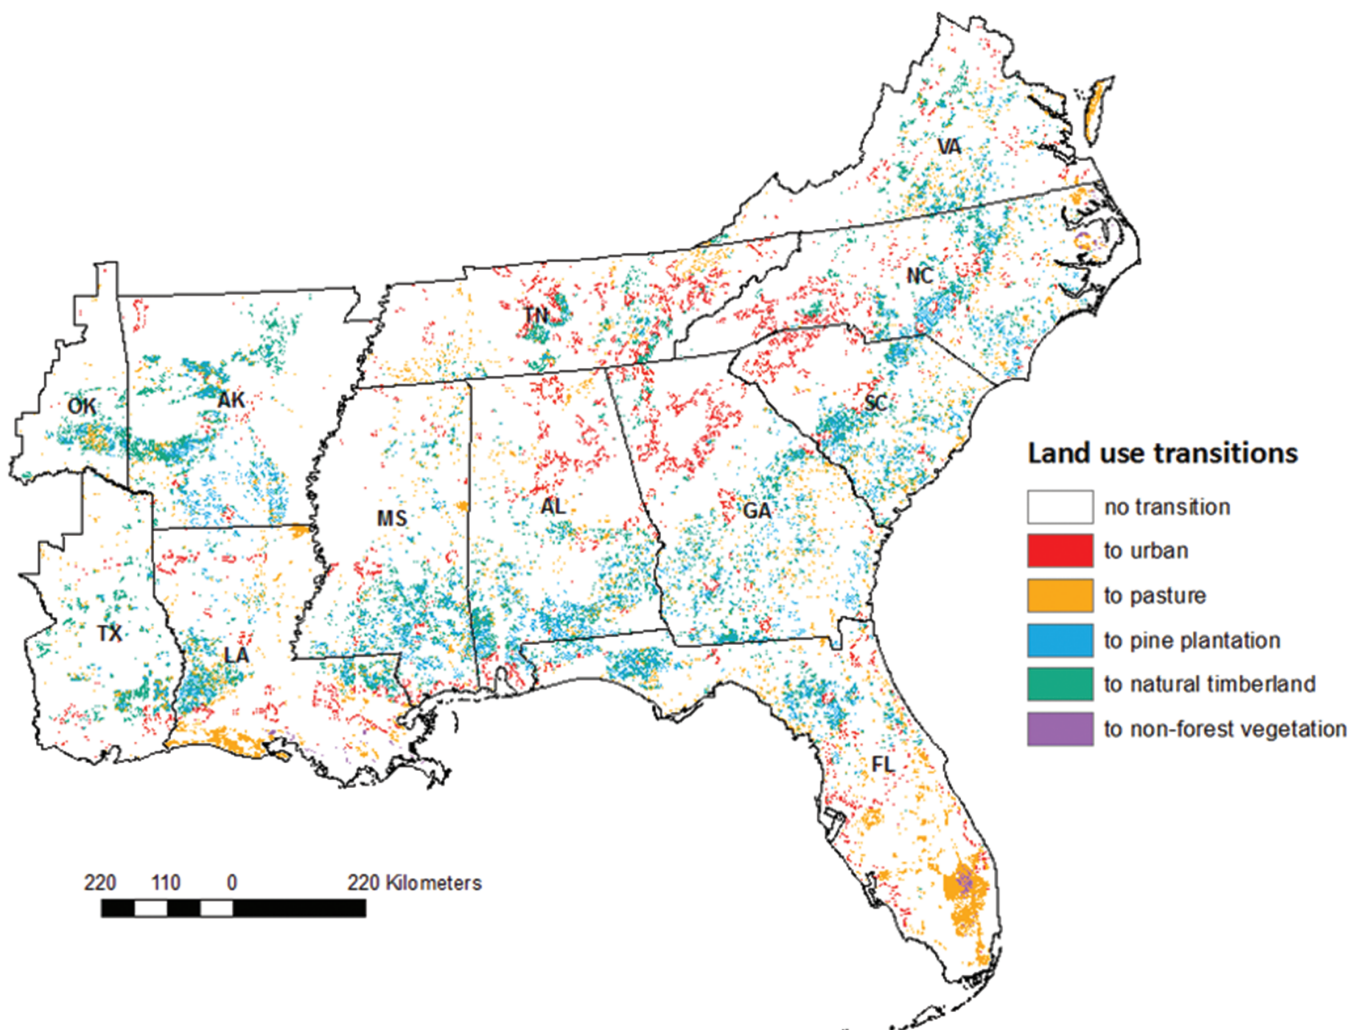 VA
NC
TN
OK
AK
SC
MS
AL
GA
TX
LA
FL
Land use transitions
no transition
to urban
to pasture
to pine plantation
to natural timberland
to non-forest vegetation
220 110 0 220 Kilometers